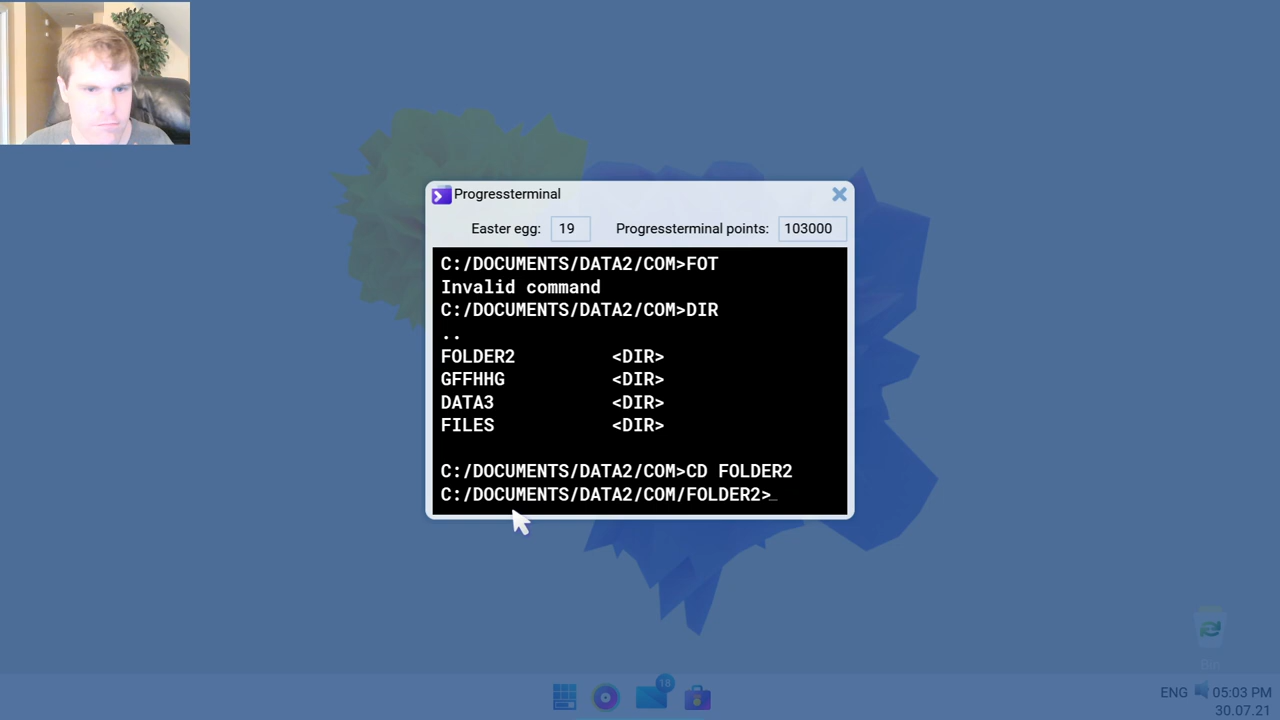 Progressterminal
Easter egg: 19 Progressterminal points: 103000
C:/DOCUMENTS/DATA2/COM>FOT
Invalid command
C:/DOCUMENTS/DATA2/COM>DIR
..
FOLDER2 <DIR>
GFFHHG <DIR>
DATA3 <DIR>
FILES <DIR>
C:/DOCUMENTS/DATA2/COM>CD FOLDER2
C:/DOCUMENTS/DATA2/COM/FOLDER2>_
Bin
18
ENG 05:03 PM
30.07.21